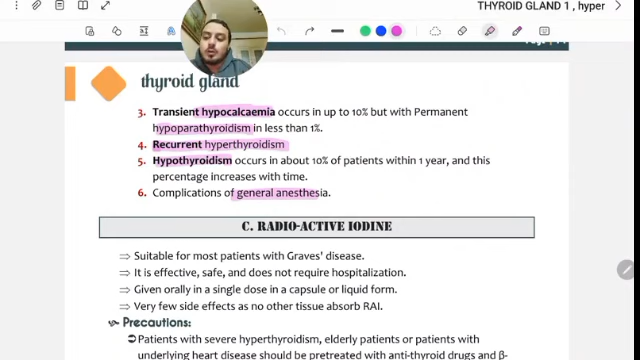 THYROID GLAND 1 , hyper
thyroid gland
3. Transient hypocalcaemia occurs in up to 10% but with Permanent
hypoparathyroidism in less than 1%.
4. Recurrent hyperthyroidism
5. Hypothyroidism occurs in about 10% of patients within 1 year, and this
percentage increases with time.
6. Complications of general anesthesia.
C. RADIO-ACTIVE IODINE
⇒ Suitable for most patients with Graves' disease.
⇒ It is effective, safe, and does not require hospitalization.
⇒ Given orally in a single dose in a capsule or liquid form.
⇒ Very few side effects as no other tissue absorb RAI.
Precautions:
➲ Patients with severe hyperthyroidism, elderly patients or patients with
underlying heart disease should be pretreated with anti-thyroid drugs and β-